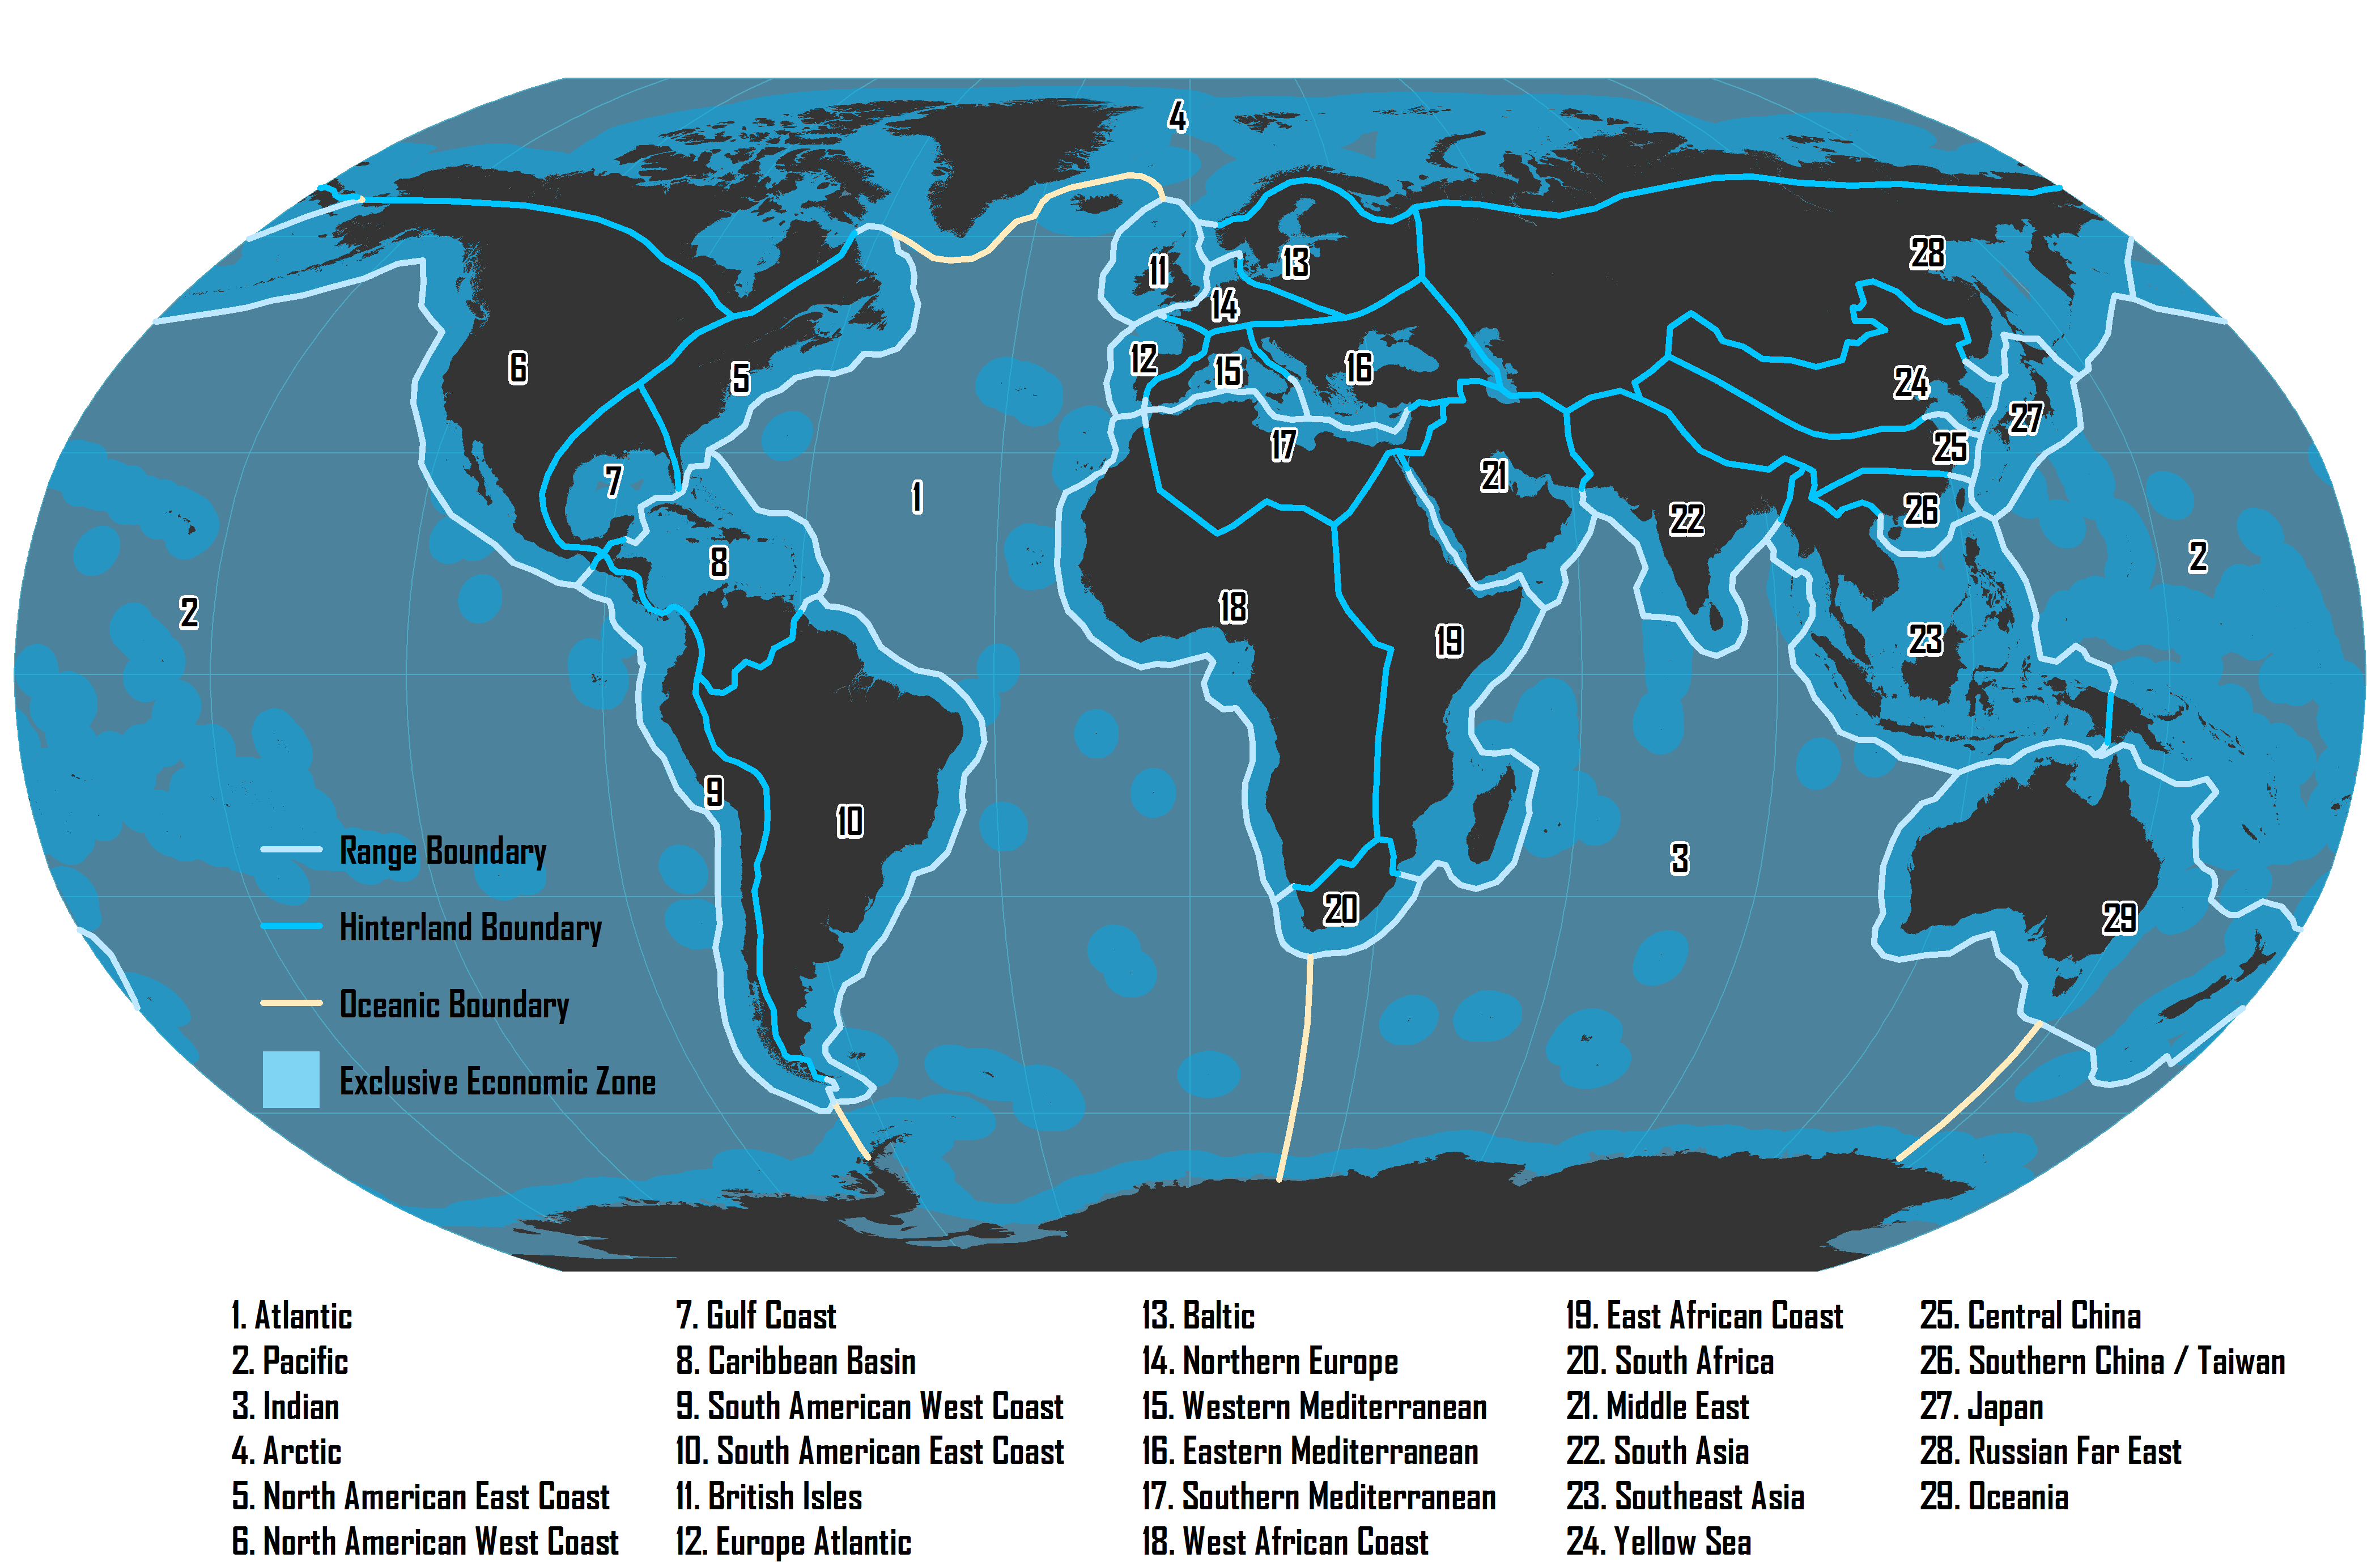 4
11
13
28
14
6
5
12
15
16
24
27
7
17
25
1
21
22
26
8
2
2
18
19
23
9
10
3
20
29
Range Boundary
Hinterland Boundary
Oceanic Boundary
Exclusive Economic Zone
1. Atlantic
2. Pacific
3. Indian
4. Arctic
5. North American East Coast
6. North American West Coast
7. Gulf Coast
8. Caribbean Basin
9. South American West Coast
10. South American East Coast
11. British Isles
12. Europe Atlantic
13. Baltic
14. Northern Europe
15. Western Mediterranean
16. Eastern Mediterranean
17. Southern Mediterranean
18. West African Coast
19. East African Coast
20. South Africa
21. Middle East
22. South Asia
23. Southeast Asia
24. Yellow Sea
25. Central China
26. Southern China / Taiwan
27. Japan
28. Russian Far East
29. Oceania